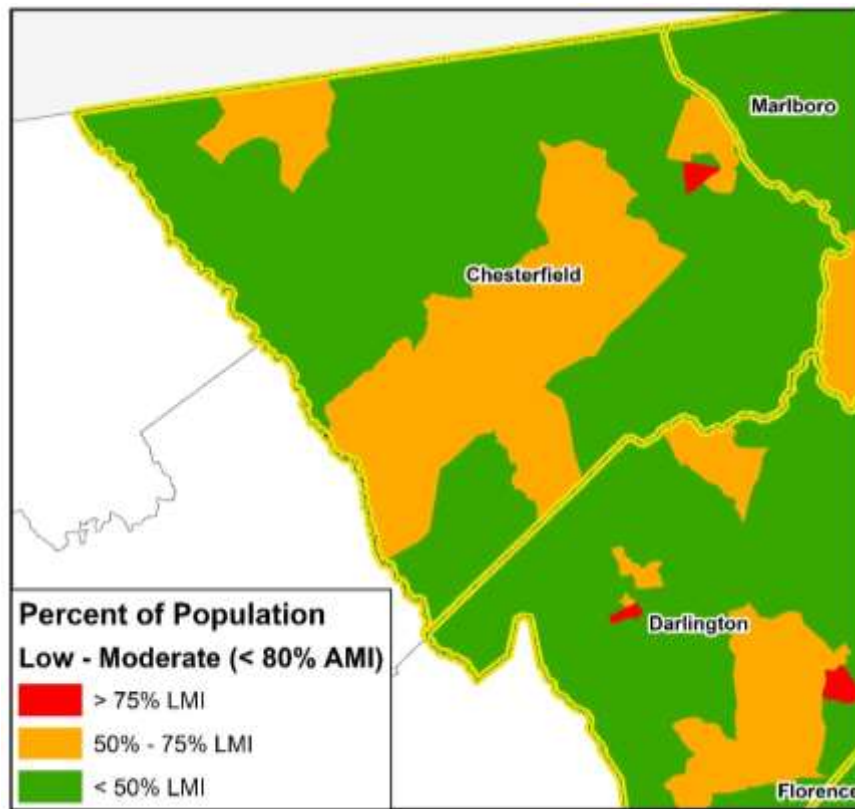 Marlboro
Chesterfield
Darlington
Florence
Percent of Population
Low - Moderate (< 80% AMI)
> 75% LMI
50% - 75% LMI
< 50% LMI